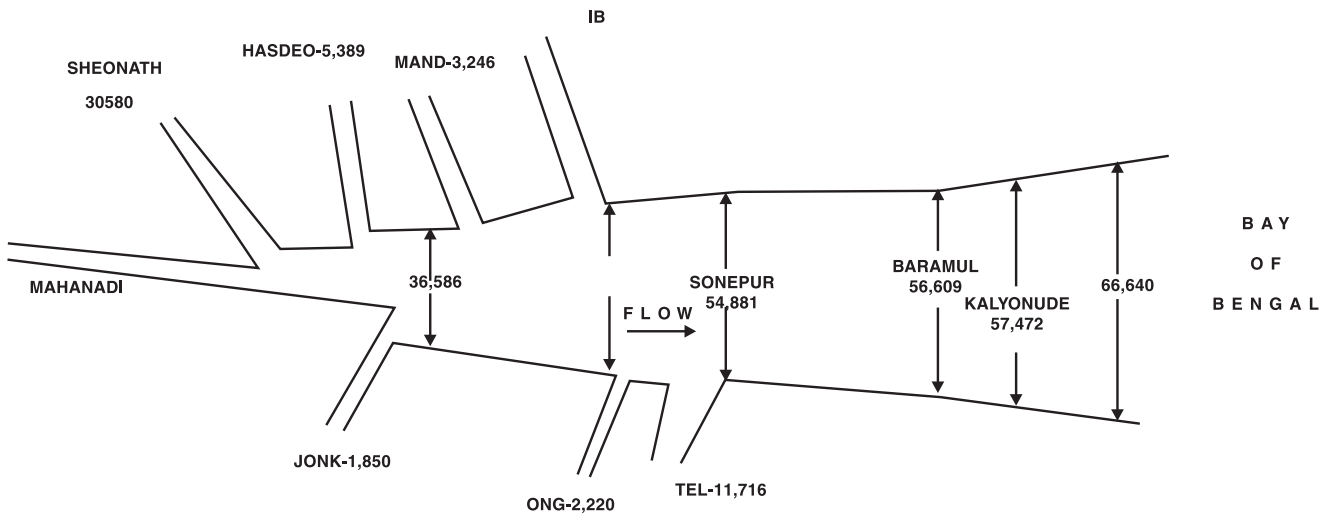 IB
HASDEO-5,389
MAND-3,246
SHEONATH
30580
BAY
OF
BENGAL
MAHANADI
36,586
SONEPUR
54,881
BARAMUL
56,609
KALYONUDE
57,472
66,640
FLOW
JONK-1,850
ONG-2,220
TEL-11,716